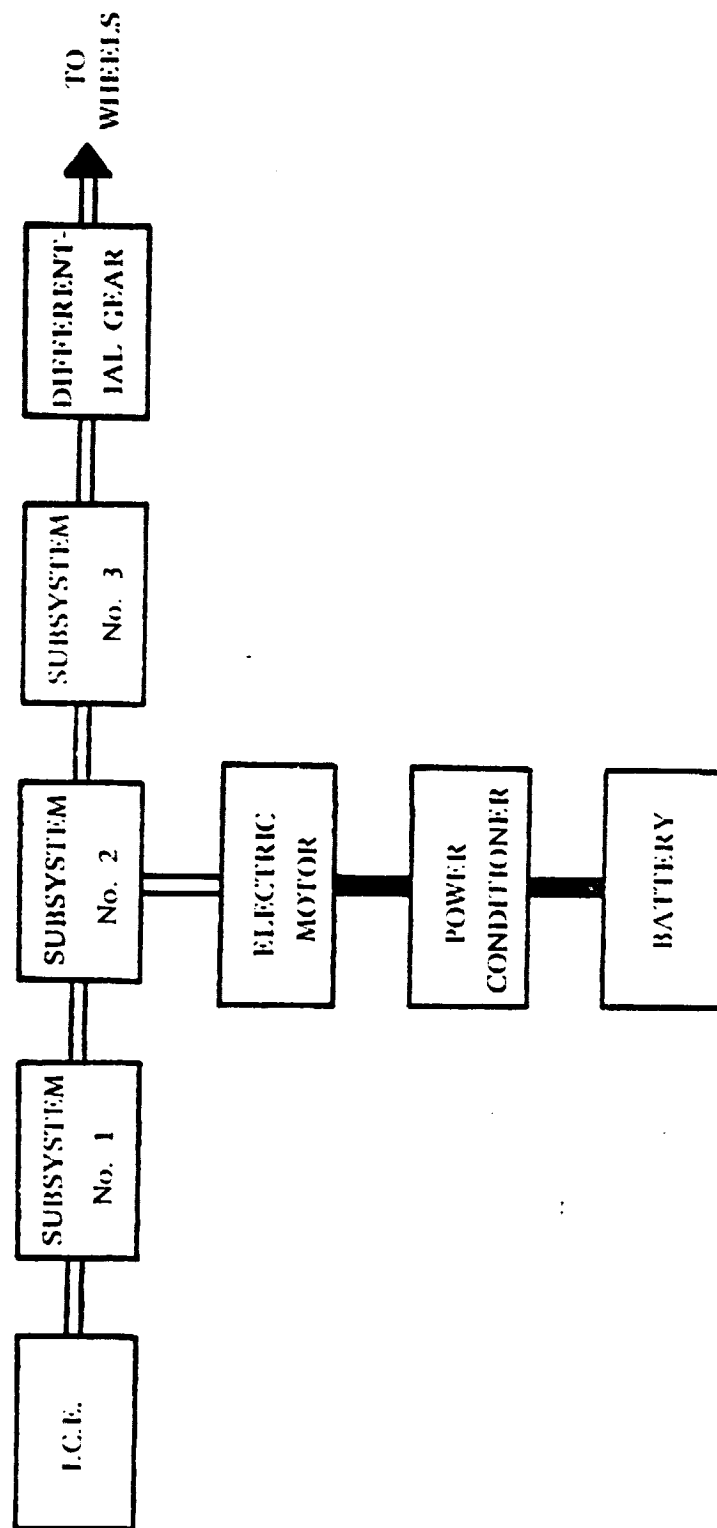 I.C.E.
SUBSYSTEM
No. 1
SUBSYSTEM
No. 2
SUBSYSTEM
No. 3
DIFFERENT-
IAL GEAR
TO
WHEELS
ELECTRIC
MOTOR
POWER
CONDITIONER
BATTERY